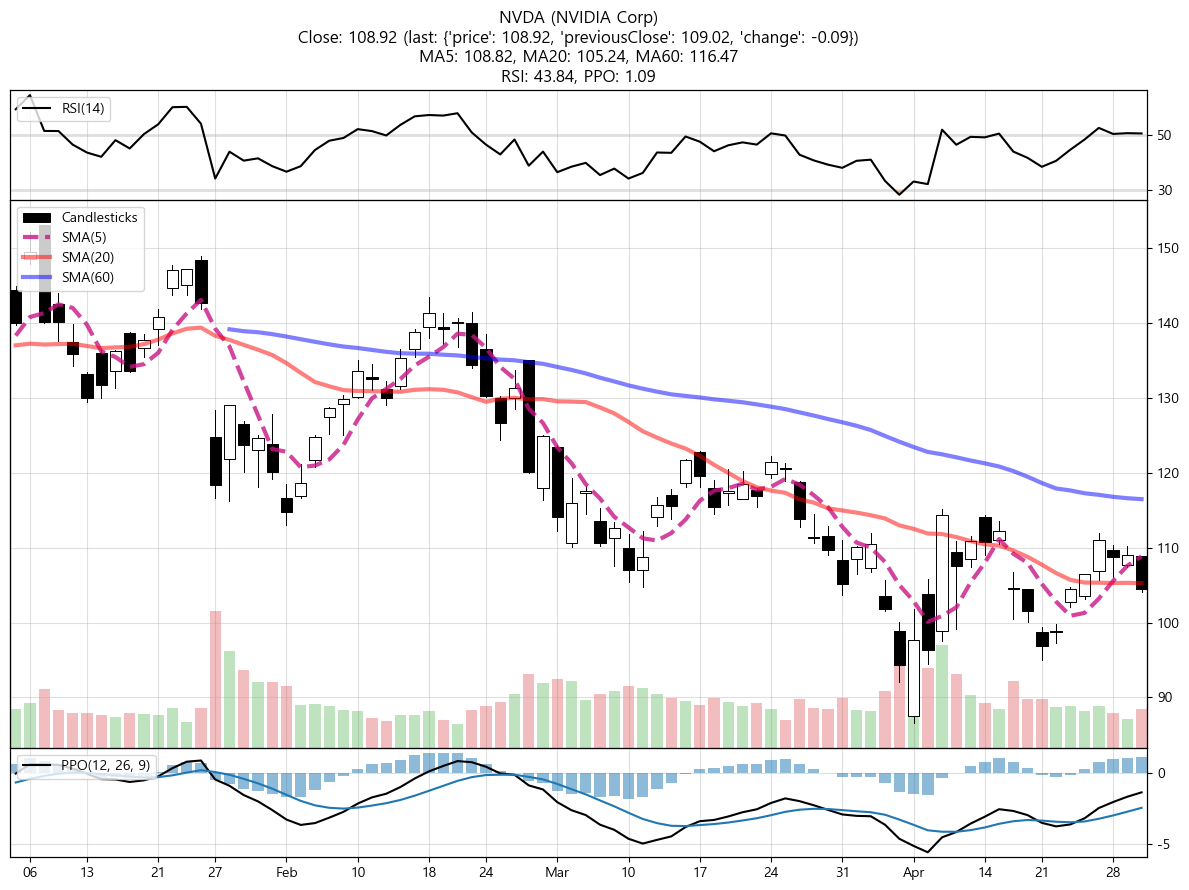 NVDA (NVIDIA Corp)
Close: 108.92 (last: {'price': 108.92, 'previousClose': 109.02, 'change': -0.09})
MA5: 108.82, MA20: 105.24, MA60: 116.47
RSI: 43.84, PPO: 1.09
RSI(14)
50
30
Candlesticks
SMA(5)
SMA(20)
SMA(60)
150
140
130
120
110
100
90
PPO(12, 26, 9)
0
-5
06 13 21 27 Feb 10 18 24 Mar 10 17 24 31 Apr 14 21 28